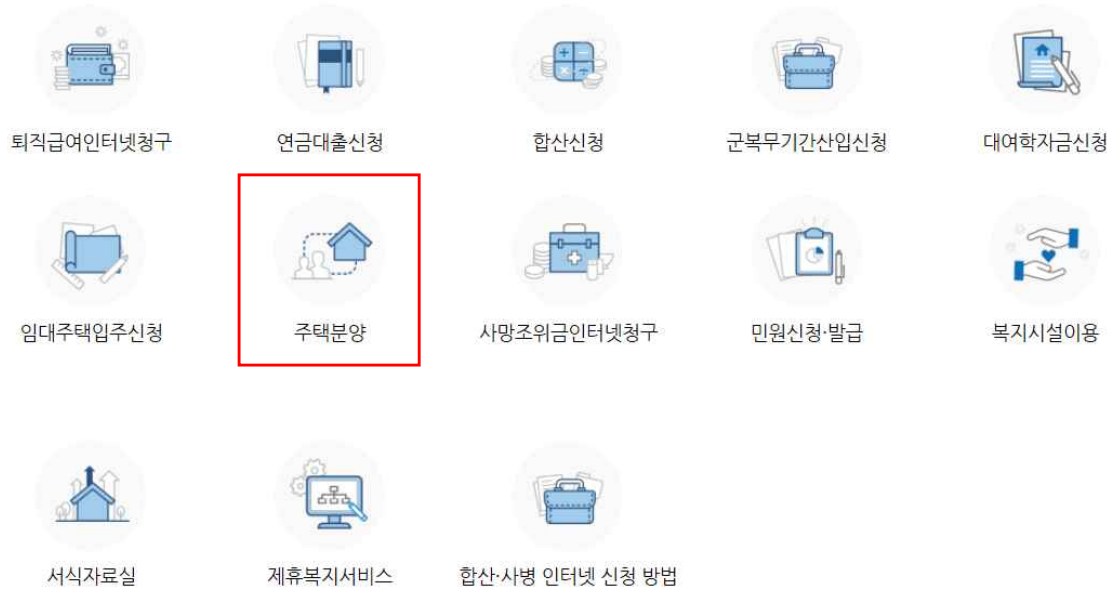 퇴직급여인터넷청구
연금대출신청
합산신청
군복무기간산입신청
대여학자금신청
임대주택입주신청
주택분양
사망조위금인터넷청구
민원신청·발급
복지시설이용
서식자료실
제휴복지서비스
합산·사병 인터넷 신청 방법